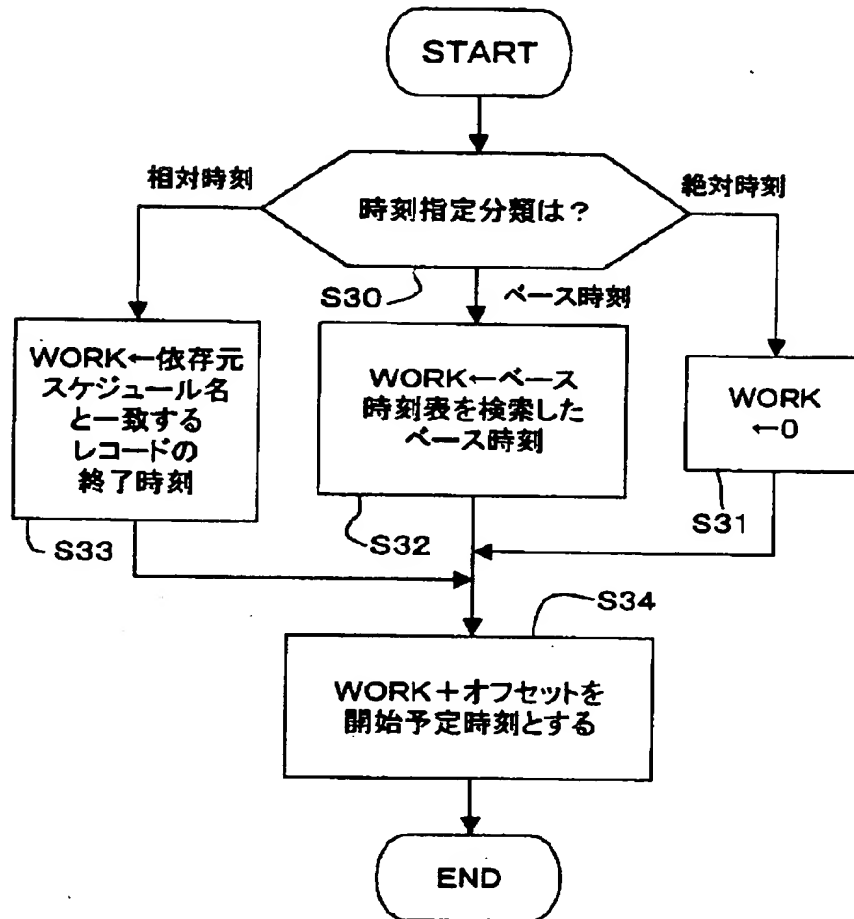 START
相対時刻
絶対時刻
時刻指定分類は？
S30
ベース時刻
WORK←依存元
スケジュール名
と一致する
レコードの
終了時刻
WORK←ベース
時刻表を検索した
ベース時刻
WORK
←0
S33
S32
S31
S34
WORK＋オフセットを
開始予定時刻とする
END